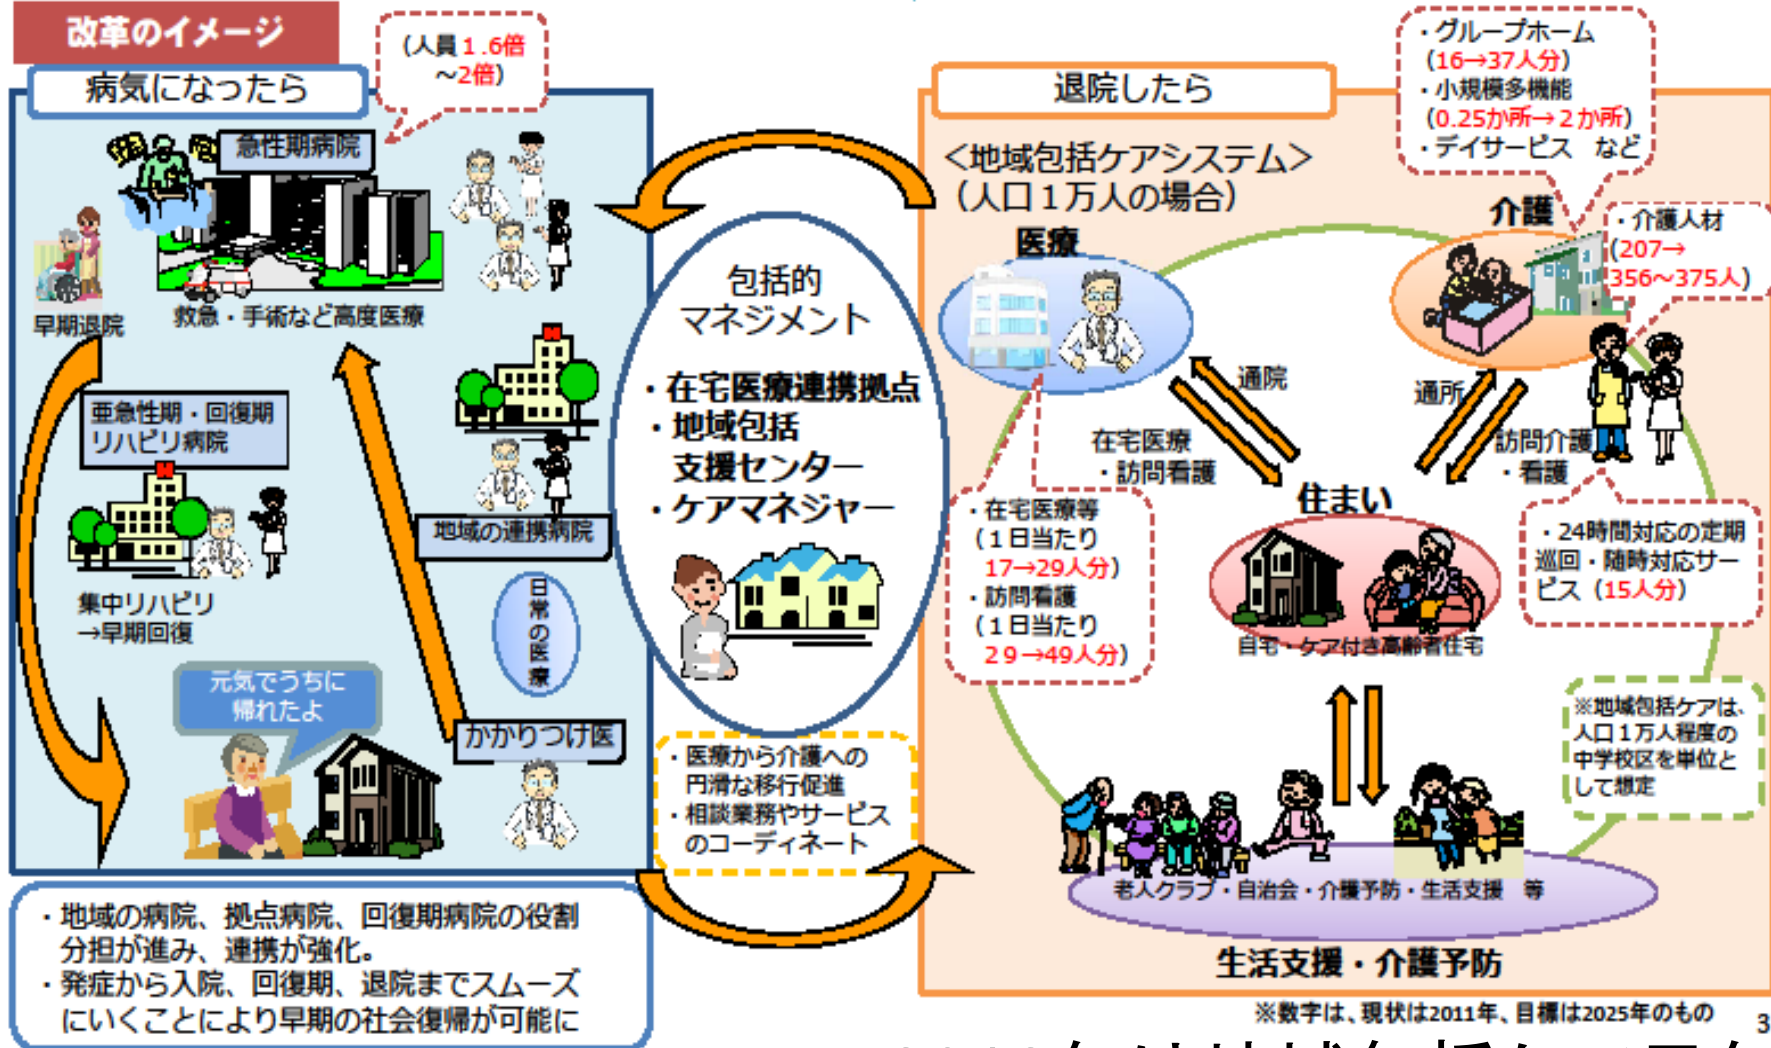 改革のイメージ
(人員1.6倍
～2倍)
病気になったら
急性期病院
早期退院
救急・手術など高度医療
亜急性期・回復期
リハビリ病院
集中リハビリ
→早期回復
地域の連携病院
日常の医療
元気でうちに
帰れたよ
かかりつけ医
・地域の病院、拠点病院、回復期病院の役割
分担が進み、連携が強化。
・発症から入院、回復期、退院までスムーズ
にいくことにより早期の社会復帰が可能に
包括的
マネジメント
・在宅医療連携拠点
・地域包括
支援センター
・ケアマネジャー
・医療から介護への
円滑な移行促進
・相談業務やサービス
のコーディネート
退院したら
＜地域包括ケアシステム＞
(人口１万人の場合)
・グループホーム
(16→37人分)
・小規模多機能
(0.25か所→２か所)
・デイサービス など
医療
介護
・介護人材
(207→
356～375人)
通院
在宅医療
・訪問看護
通所
訪問介護
・看護
・在宅医療等
(１日当たり
17→29人分)
・訪問看護
(１日当たり
２９→49人分)
住まい
自宅・ケア付き高齢者住宅
・24時間対応の定期
巡回・随時対応サー
ビス (15人分)
※地域包括ケアは、
人口１万人程度の
中学校区を単位と
して想定
老人クラブ・自治会・介護予防・生活支援 等
生活支援・介護予防
※数字は、現状は2011年、目標は2025年のもの
3